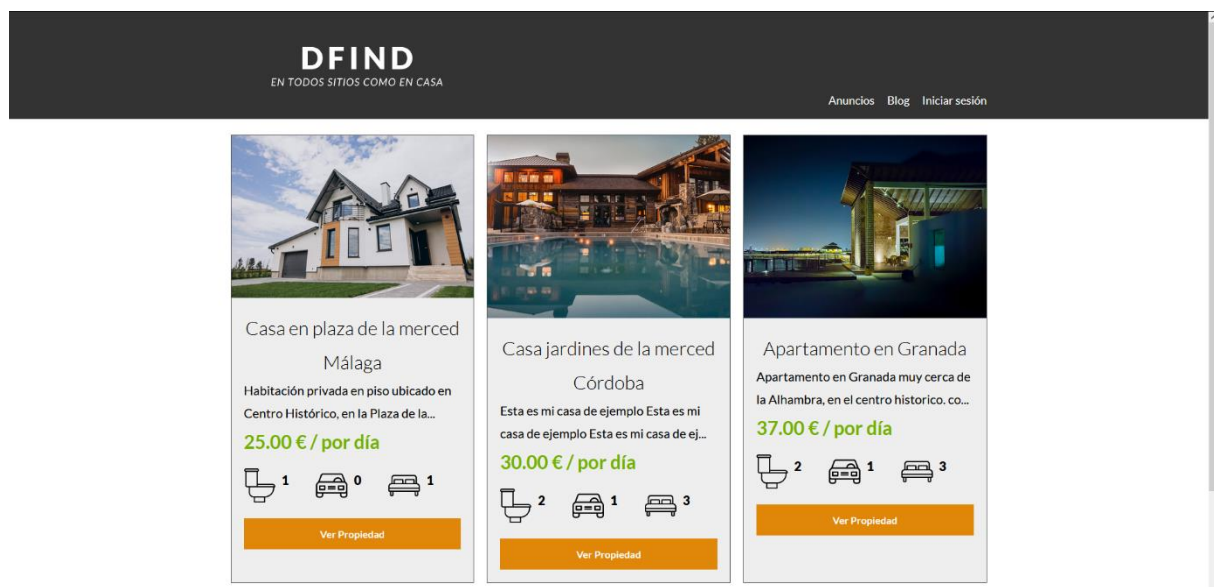 DFIND
EN TODOS SITIOS COMO EN CASA
Anuncios Blog Iniciar sesión
Casa en plaza de la merced
Málaga
Habitación privada en piso ubicado en
Centro Histórico, en la Plaza de la...
25.00 € / por día
1 0 1
Ver Propiedad
Casa jardines de la merced
Córdoba
Esta es mi casa de ejemplo Esta es mi
casa de ejemplo Esta es mi casa de ej...
30.00 € / por día
2 1 3
Ver Propiedad
Apartamento en Granada
Apartamento en Granada muy cerca de
la Alhambra, en el centro historico. co...
37.00 € / por día
2 1 3
Ver Propiedad